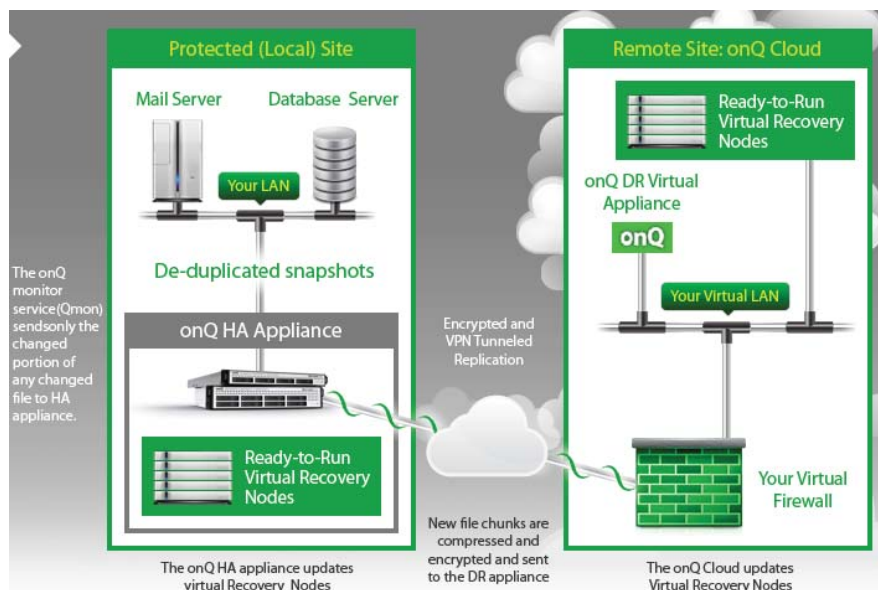 Protected (Local) Site
Mail Server
Database Server
Your LAN
De-duplicated snapshots
The onQ
monitor
service(Qmon)
sendsonly the
changed
portion of
any changed
file to HA
appliance.
onQ HA Appliance
Ready-to-Run
Virtual Recovery
Nodes
The onQ HA appliance updates
virtual Recovery Nodes
Encrypted and
VPN Tunneled
Replication
New file chunks are
compressed and
encrypted and sent
to the DR appliance
Remote Site: onQ Cloud
Ready-to-Run
Virtual Recovery
Nodes
onQ DR Virtual
Appliance
onQ
Your Virtual LAN
Your Virtual
Firewall
The onQ Cloud updates
Virtual Recovery Nodes